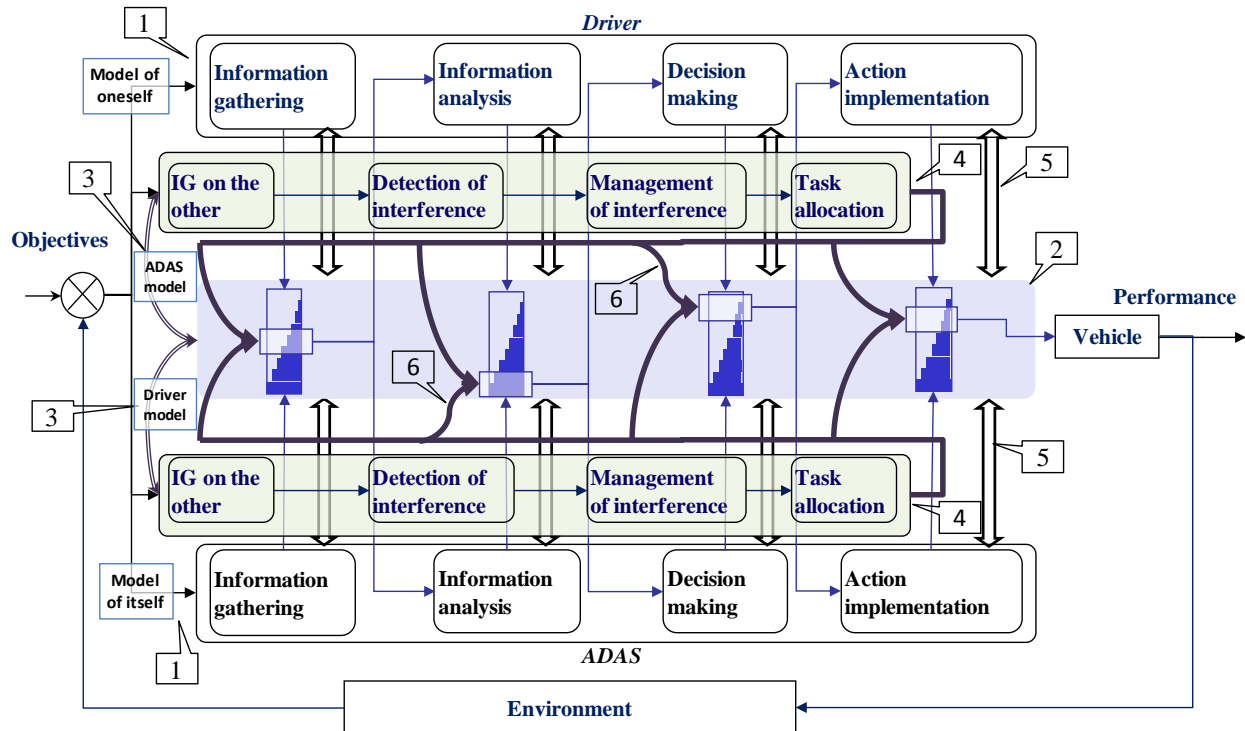 Driver
1
Model of
oneself
Information
gathering
Information
analysis
Decision
making
Action
implementation
3
4
5
IG on the
other
Detection of
interference
Management
of interference
Task
allocation
Objectives
ADAS
model
6
2
Performance
Vehicle
6
3
Driver
model
5
IG on the
other
Detection of
interference
Management
of interference
Task
allocation
4
Model
of itself
Information
gathering
Information
analysis
Decision
making
Action
implementation
1
ADAS
Environment